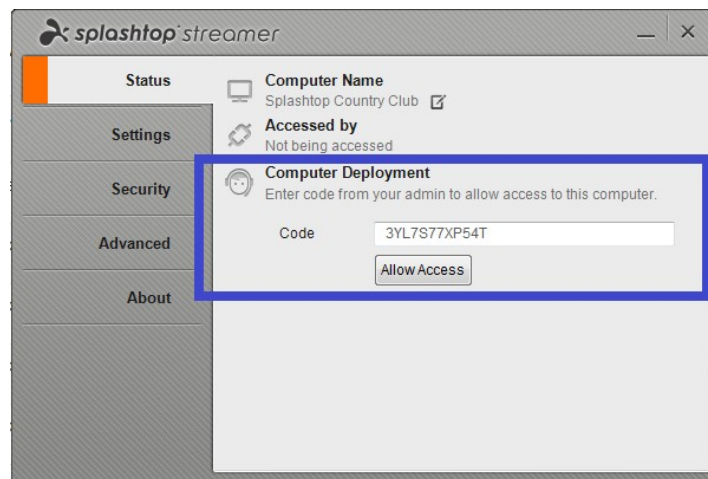 splashtop streamer
Status
Settings
Security
Advanced
About
Computer Name
Splashtop Country Club
Accessed by
Not being accessed
Computer Deployment
Enter code from your admin to allow access to this computer.
Code 3YL7S77XP54T
Allow Access